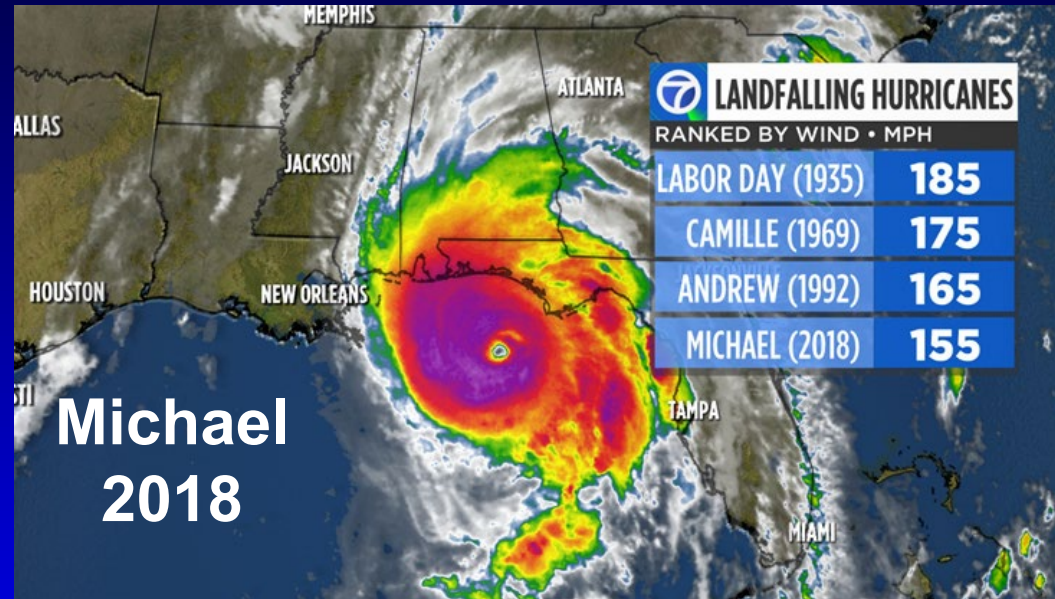 MEMPHIS
ATLANTA
ALLAS
JACKSON
HOUSTON
NEW ORLEANS
TAMPA
MIAMI
Michael
2018
7 LANDFALLING HURRICANES
RANKED BY WIND • MPH
LABOR DAY (1935) 185
CAMILLE (1969) 175
ANDREW (1992) 165
MICHAEL (2018) 155